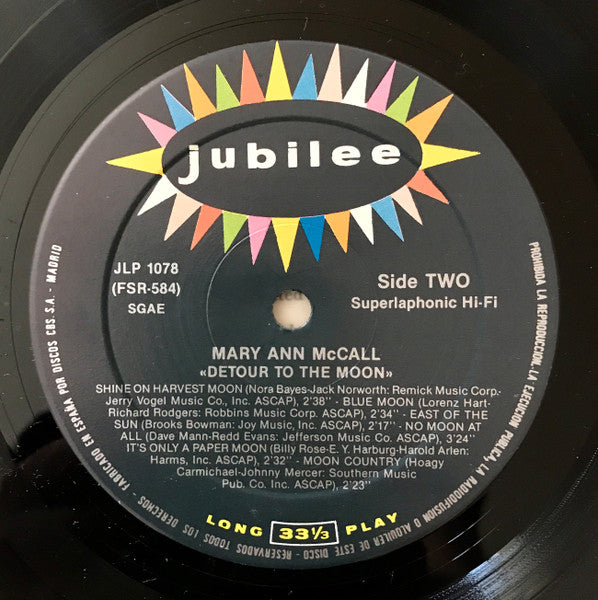 jubilee
JLP 1078
(FSR-584)
SGAE
Side TWO
Superlaphonic Hi-Fi
MARY ANN McCALL
«DETOUR TO THE MOON»
SHINE ON HARVEST MOON (Nora Bayes-Jack Norworth: Remick Music Corp.-
Jerry Vogel Music Co., Inc. ASCAP), 2'38" - BLUE MOON (Lorenz Hart-
Richard Rodgers: Robbins Music Corp. ASCAP), 2'34" - EAST OF THE
SUN (Brooks Bowman: Joy Music, Inc. ASCAP), 2'17" - NO MOON AT
ALL (Dave Mann-Redd Evans: Jefferson Music Co. ASCAP), 3'24"
IT'S ONLY A PAPER MOON (Billy Rose-E. Y. Harburg-Harold Arlen:
Harms, Inc. ASCAP), 2'32" - MOON COUNTRY (Hoagy
Carmichael-Johnny Mercer: Southern Music
Pub. Co. Inc. ASCAP), 2'23"
LONG 33⅓ PLAY
FABRICADO EN ESPAÑA POR DISCOS CBS. S.A. - MADRID
PROHIBIDA LA REPRODUCCION, LA EJECUCION PUBLICA, LA RADIODIFUSION O ALQUILER DE ESTE DISCO - RESERVADOS TODOS LOS DERECHOS -